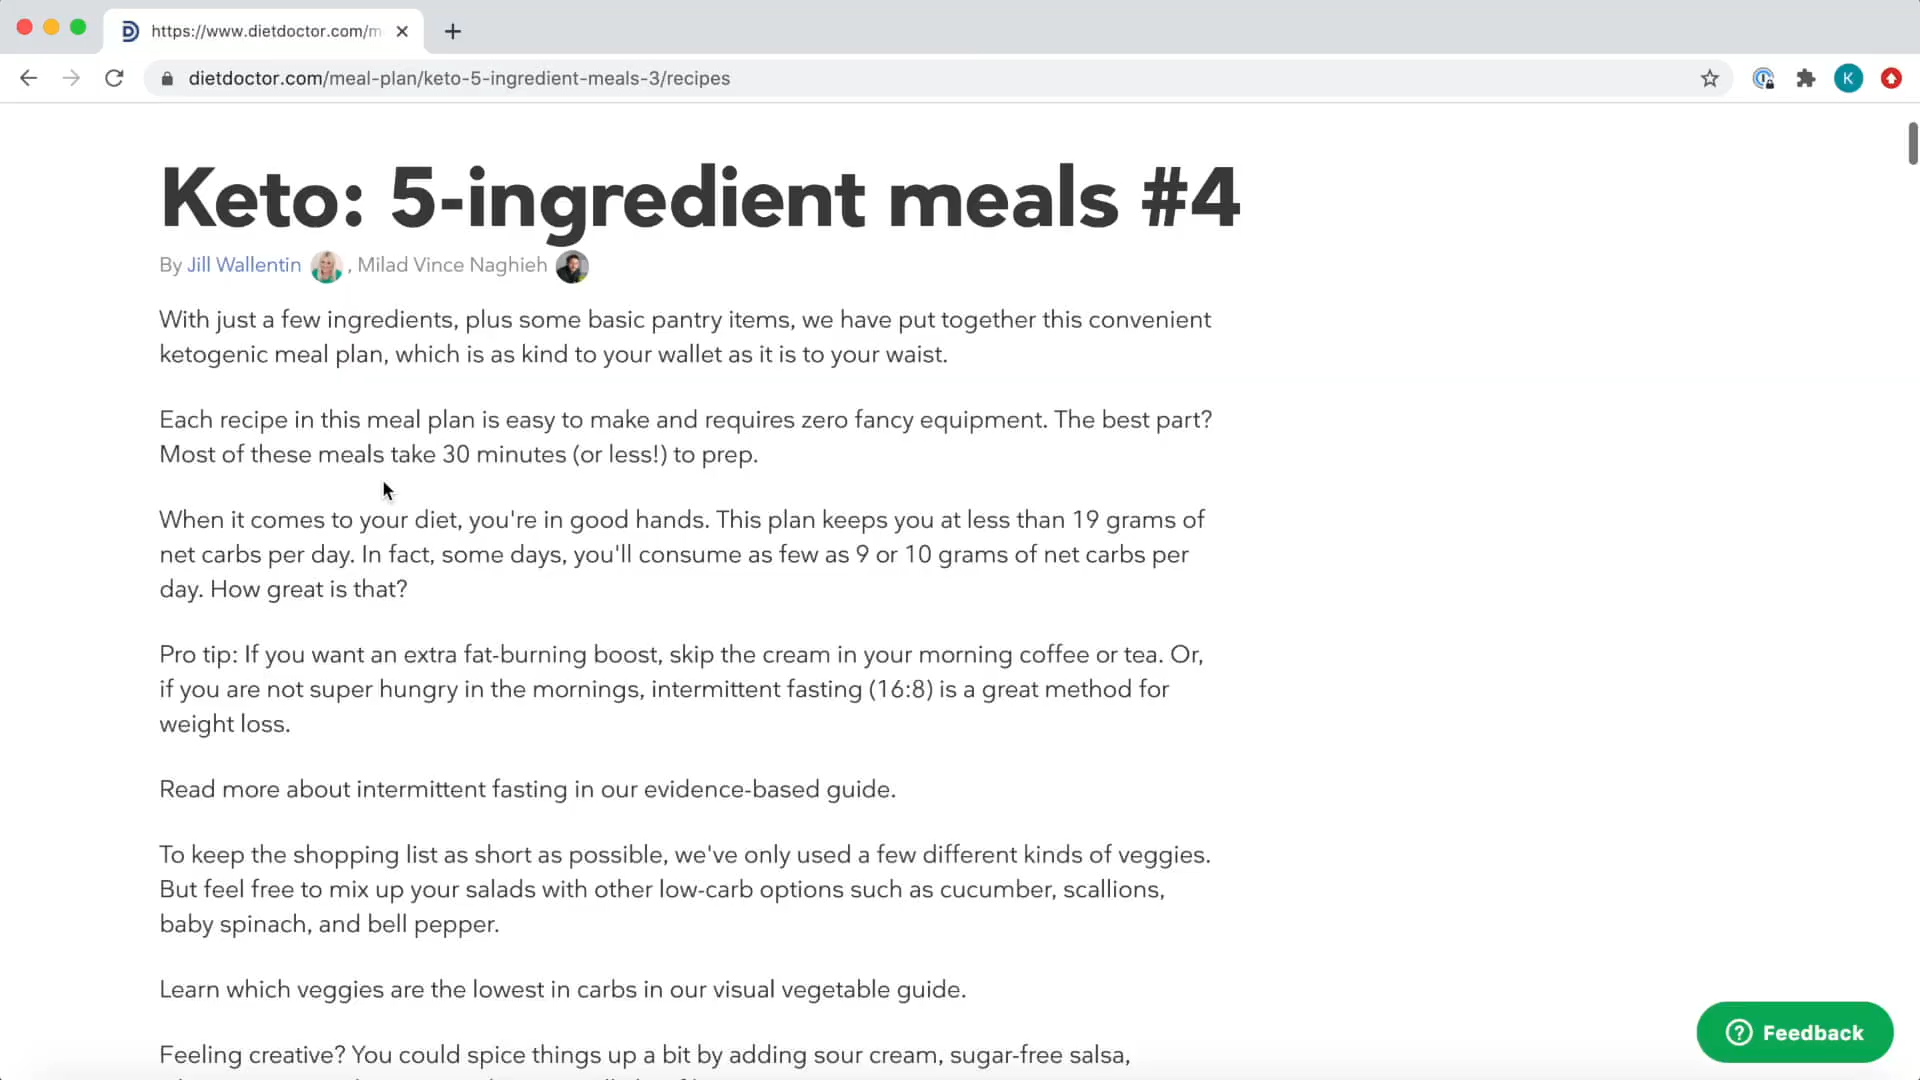 https://www.dietdoctor.com/m
dietdoctor.com/meal-plan/keto-5-ingredient-meals-3/recipes
K
Keto: 5-ingredient meals #4
By Jill Wallentin , Milad Vince Naghieh
With just a few ingredients, plus some basic pantry items, we have put together this convenient
ketogenic meal plan, which is as kind to your wallet as it is to your waist.
Each recipe in this meal plan is easy to make and requires zero fancy equipment. The best part?
Most of these meals take 30 minutes (or less!) to prep.
When it comes to your diet, you're in good hands. This plan keeps you at less than 19 grams of
net carbs per day. In fact, some days, you'll consume as few as 9 or 10 grams of net carbs per
day. How great is that?
Pro tip: If you want an extra fat-burning boost, skip the cream in your morning coffee or tea. Or,
if you are not super hungry in the mornings, intermittent fasting (16:8) is a great method for
weight loss.
Read more about intermittent fasting in our evidence-based guide.
To keep the shopping list as short as possible, we've only used a few different kinds of veggies.
But feel free to mix up your salads with other low-carb options such as cucumber, scallions,
baby spinach, and bell pepper.
Learn which veggies are the lowest in carbs in our visual vegetable guide.
Feeling creative? You could spice things up a bit by adding sour cream, sugar-free salsa,
Feedback